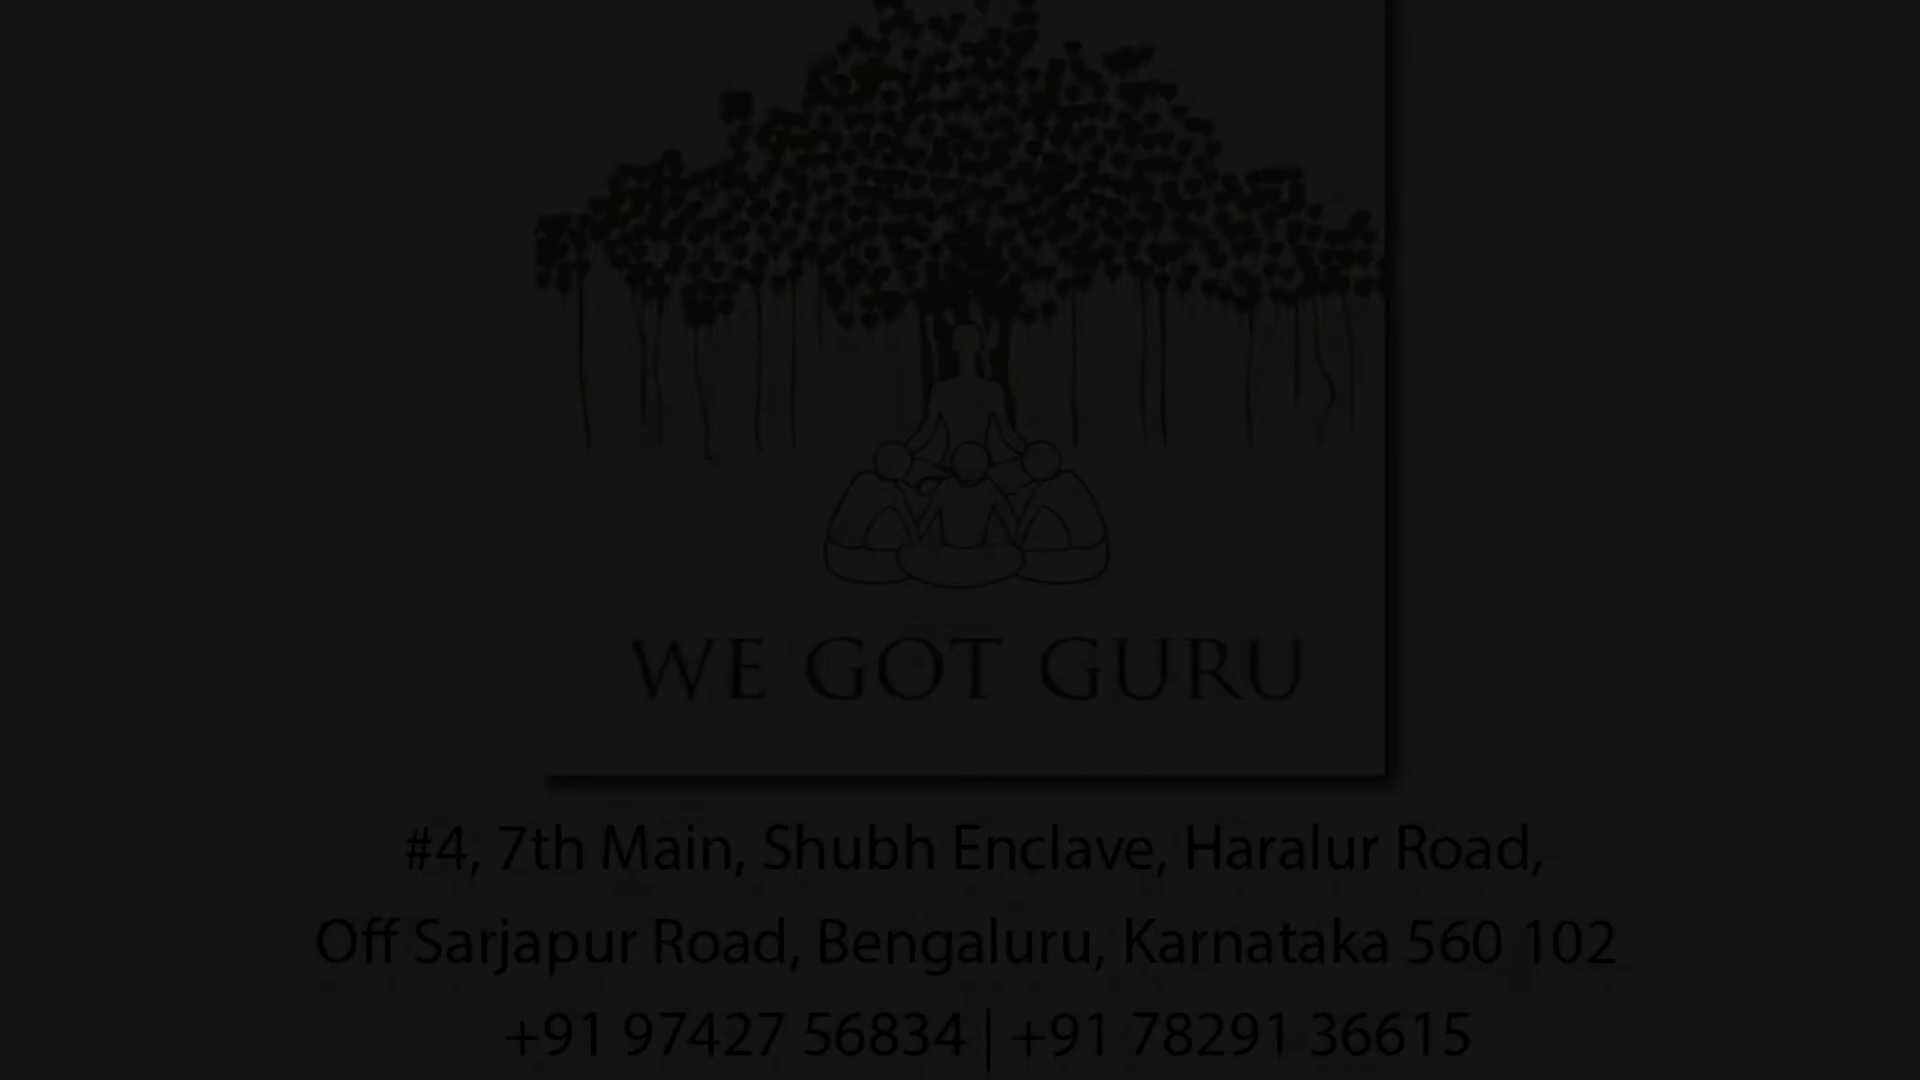 WE GOT GURU
#4, 7th Main, Shubh Enclave, Haralur Road,
Off Sarjapur Road, Bengaluru, Karnataka 560 102
+91 97427 56834 | +91 78291 36615